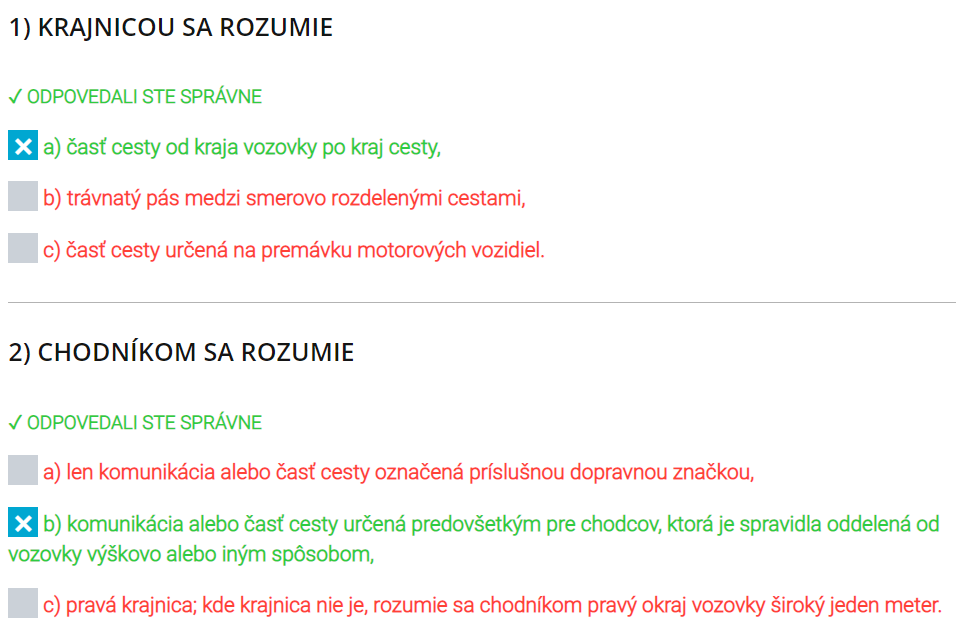 1) KRAJNICOU SA ROZUMIE
✓ ODPOVEDALI STE SPRÁVNE
a) časť cesty od kraja vozovky po kraj cesty,
b) trávnatý pás medzi smerovo rozdelenými cestami,
c) časť cesty určená na premávku motorových vozidiel.
2) CHODNÍKOM SA ROZUMIE
✓ ODPOVEDALI STE SPRÁVNE
a) len komunikácia alebo časť cesty označená príslušnou dopravnou značkou,
b) komunikácia alebo časť cesty určená predovšetkým pre chodcov, ktorá je spravidla oddelená od
vozovky výškovo alebo iným spôsobom,
c) pravá krajnica; kde krajnica nie je, rozumie sa chodníkom pravý okraj vozovky široký jeden meter.